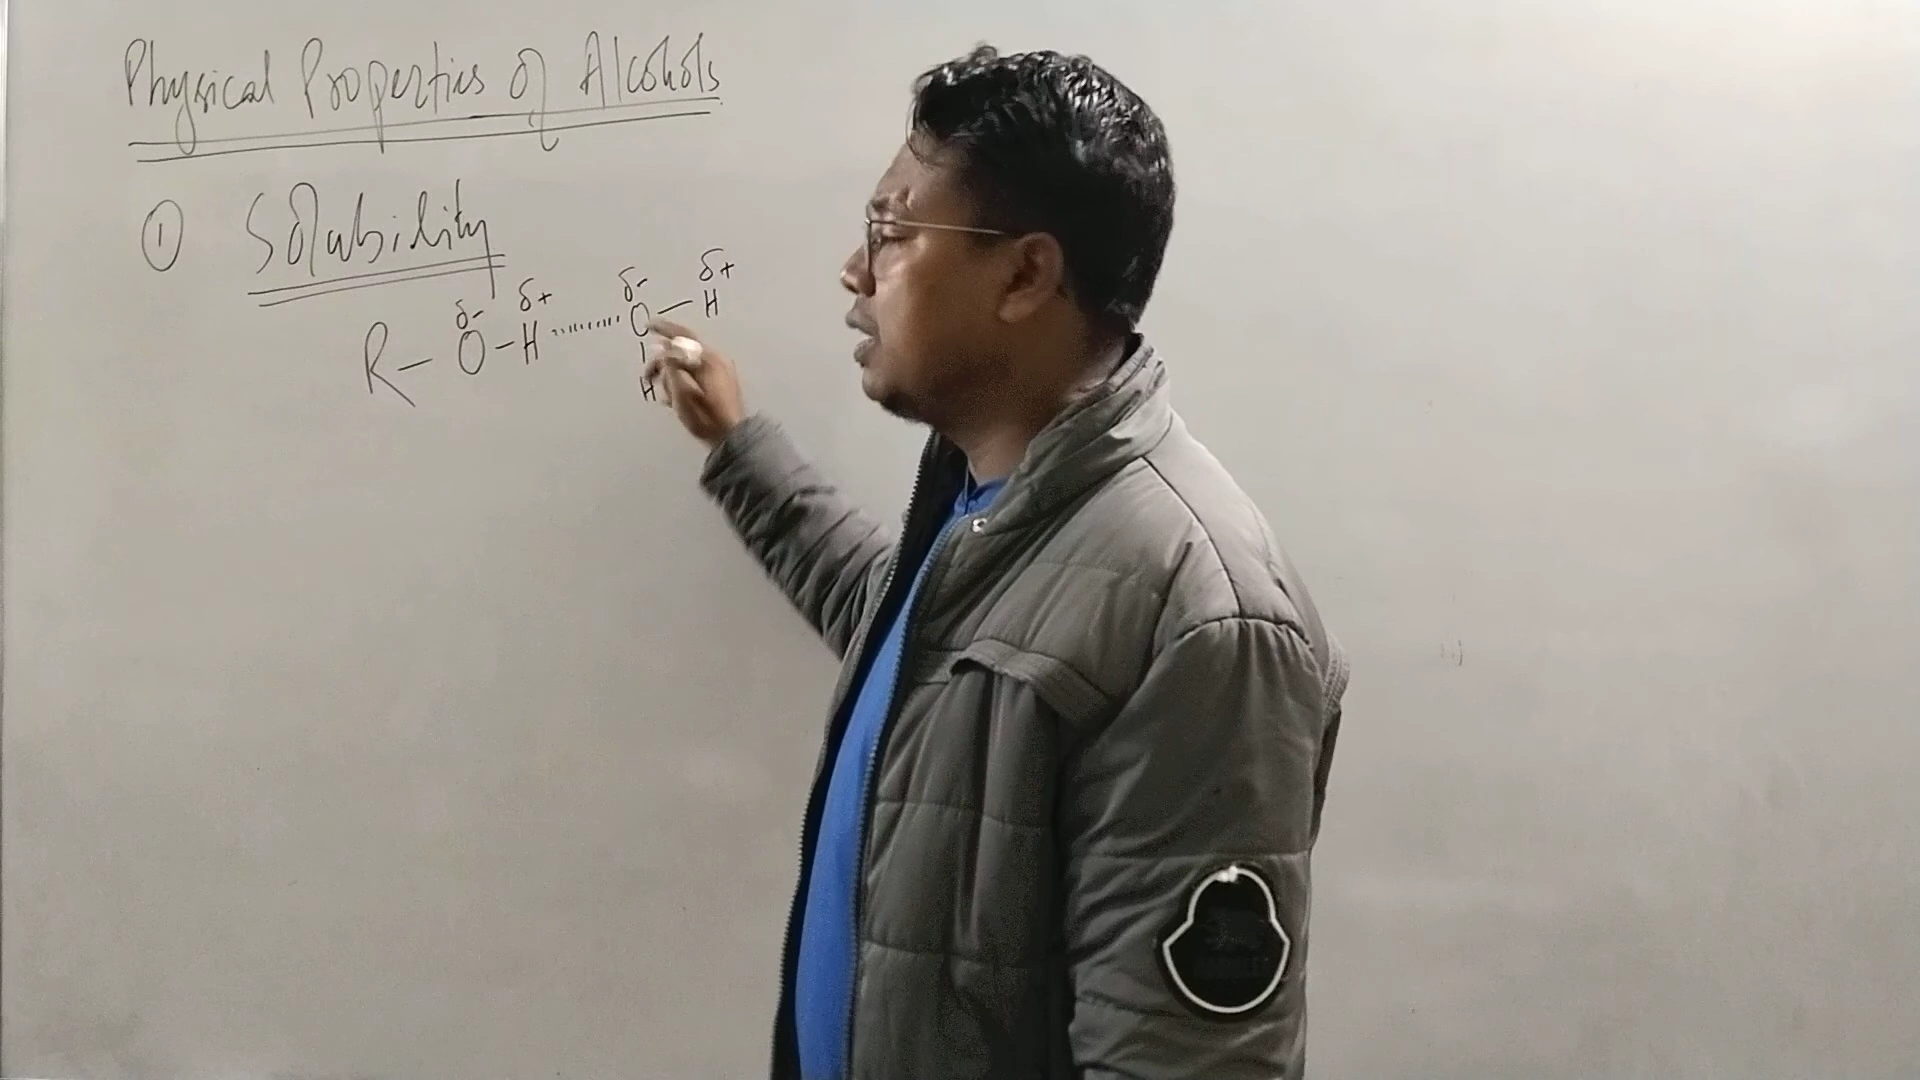 Physical Properties of Alcohols
① Solubility
δ- δ+ δ- δ+
R-O-H........O-H
H